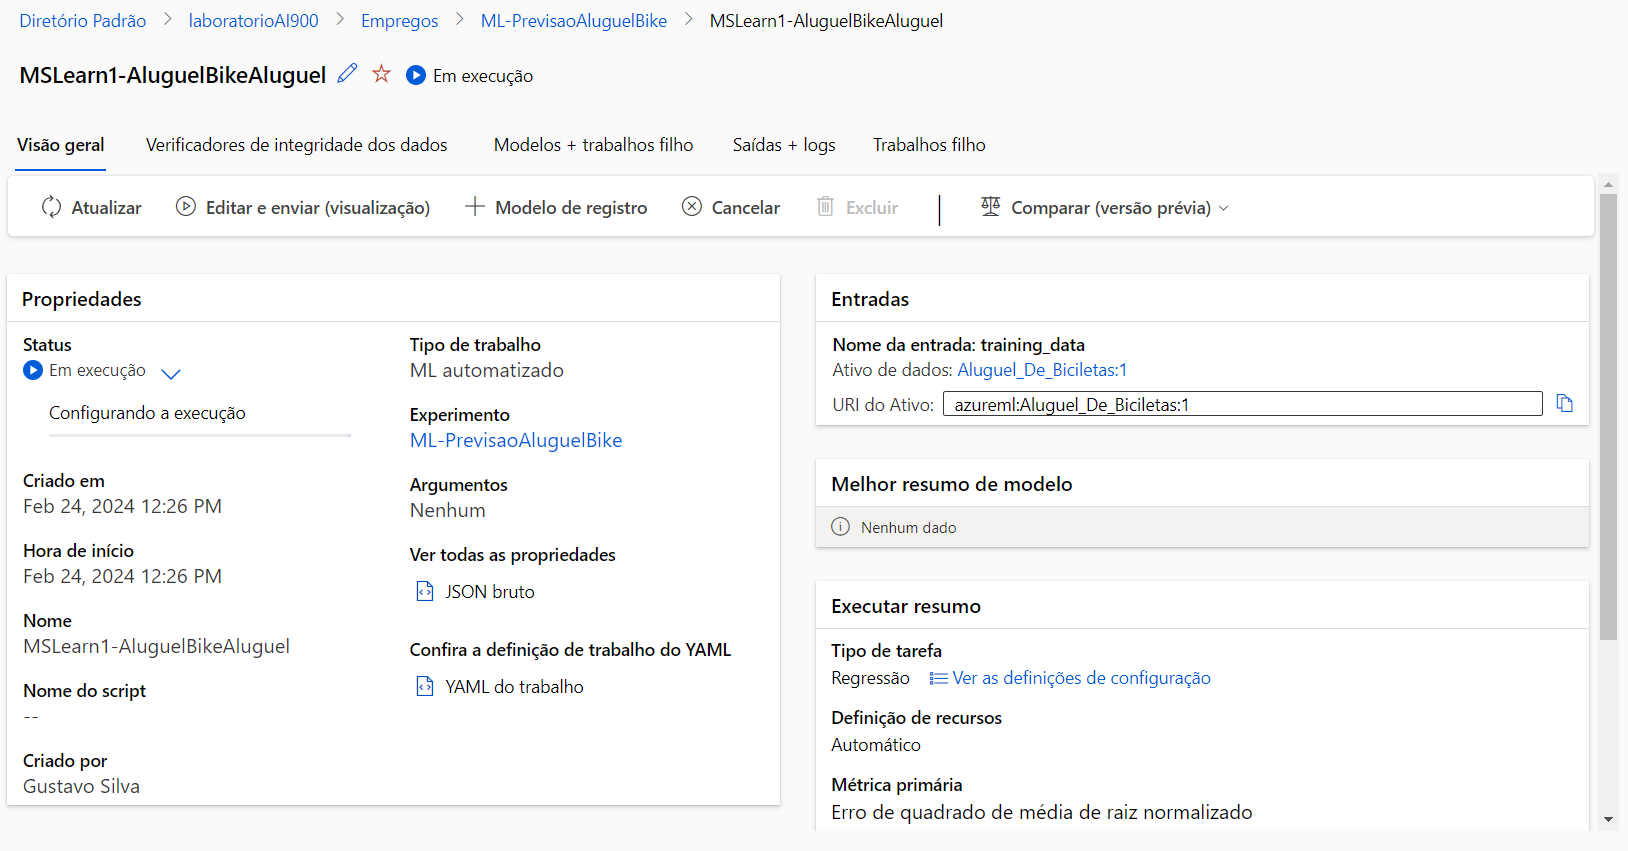 Diretório Padrão > laboratorioAI900 > Empregos > ML-PrevisaoAluguelBike > MSLearn1-AluguelBikeAluguel
MSLearn1-AluguelBikeAluguel Em execução
Visão geral Verificadores de integridade dos dados Modelos + trabalhos filho Saídas + logs Trabalhos filho
Atualizar Editar e enviar (visualização) Modelo de registro Cancelar Excluir Comparar (versão prévia)
Propriedades
Status
Em execução
Configurando a execução
Criado em
Feb 24, 2024 12:26 PM
Hora de início
Feb 24, 2024 12:26 PM
Nome
MSLearn1-AluguelBikeAluguel
Nome do script
--
Criado por
Gustavo Silva
Tipo de trabalho
ML automatizado
Experimento
ML-PrevisaoAluguelBike
Argumentos
Nenhum
Ver todas as propriedades
JSON bruto
Confira a definição de trabalho do YAML
YAML do trabalho
Entradas
Nome da entrada: training_data
Ativo de dados: Aluguel_De_Biciletas:1
URI do Ativo: azureml:Aluguel_De_Biciletas:1
Melhor resumo de modelo
Nenhum dado
Executar resumo
Tipo de tarefa
Regressão Ver as definições de configuração
Definição de recursos
Automático
Métrica primária
Erro de quadrado de média de raiz normalizado